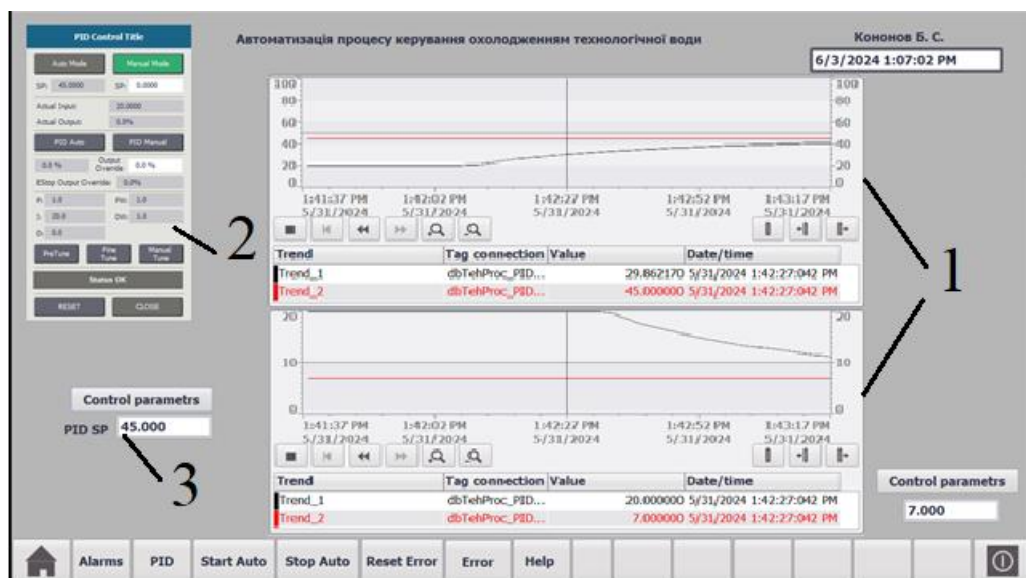 PID Control Title
Автоматизація процесу керування охолодженням технологічної води
Кононов Б. С.
6/3/2024 1:07:02 PM
Auto Mode Manual Mode
SP: 45.0000 SP: 0.0000
Actual Input: 20.0000
Actual Output: 0.0%
PID Auto PID Manual
0.0 % Output Override 0.0 %
EStop Output Override: 0.0%
P: 1.0 PW: 1.0
I: 20.0 DW: 1.0
D: 0.0
PreTune Fine Tune Manual Tune
Status OK
RESET CLOSE
2
100 100
80 80
60 60
40 40
20 20
0 0
1:41:37 PM 1:42:02 PM 1:42:27 PM 1:42:52 PM 1:43:17 PM
5/31/2024 5/31/2024 5/31/2024 5/31/2024 5/31/2024
Trend Tag connection Value Date/time
Trend_1 dbTehProc_PID... 29.862170 5/31/2024 1:42:27:042 PM
Trend_2 dbTehProc_PID... 45.000000 5/31/2024 1:42:27:042 PM
1
20 20
10 10
0 0
1:41:37 PM 1:42:02 PM 1:42:27 PM 1:42:52 PM 1:43:17 PM
5/31/2024 5/31/2024 5/31/2024 5/31/2024 5/31/2024
Trend Tag connection Value Date/time
Trend_1 dbTehProc_PID... 20.000000 5/31/2024 1:42:27:042 PM
Trend_2 dbTehProc_PID... 7.000000 5/31/2024 1:42:27:042 PM
Control parametrs
PID SP 45.000
3
Control parametrs
7.000
Alarms PID Start Auto Stop Auto Reset Error Error Help